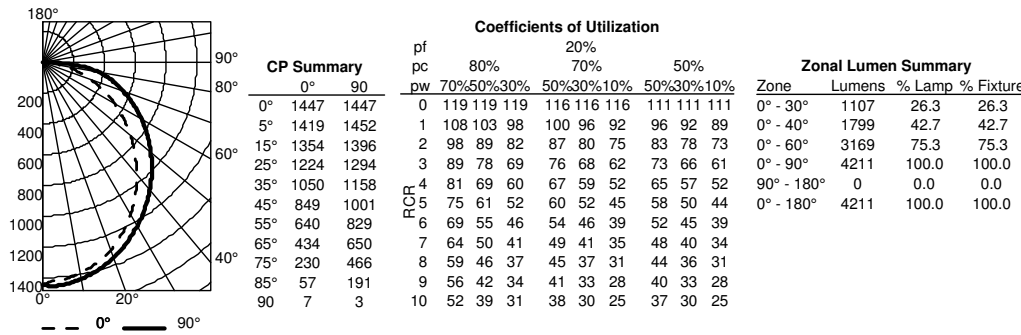 180°
90°
80°
60°
40°
200
400
600
800
1000
1200
1400
0°
20°
0° 90°
CP Summary
0° 90
0° 1447 1447
5° 1419 1452
15° 1354 1396
25° 1224 1294
35° 1050 1158
45° 849 1001
55° 640 829
65° 434 650
75° 230 466
85° 57 191
90 7 3
Coefficients of Utilization
pf 20%
pc 80% 70% 50%
pw 70%50%30% 50%30%10% 50%30%10%
RCR
0 119 119 119 116 116 116 111 111 111
1 108 103 98 100 96 92 96 92 89
2 98 89 82 87 80 75 83 78 73
3 89 78 69 76 68 62 73 66 61
4 81 69 60 67 59 52 65 57 52
5 75 61 52 60 52 45 58 50 44
6 69 55 46 54 46 39 52 45 39
7 64 50 41 49 41 35 48 40 34
8 59 46 37 45 37 31 44 36 31
9 56 42 34 41 33 28 40 33 28
10 52 39 31 38 30 25 37 30 25
Zonal Lumen Summary
Zone Lumens % Lamp % Fixture
0° - 30° 1107 26.3 26.3
0° - 40° 1799 42.7 42.7
0° - 60° 3169 75.3 75.3
0° - 90° 4211 100.0 100.0
90° - 180° 0 0.0 0.0
0° - 180° 4211 100.0 100.0